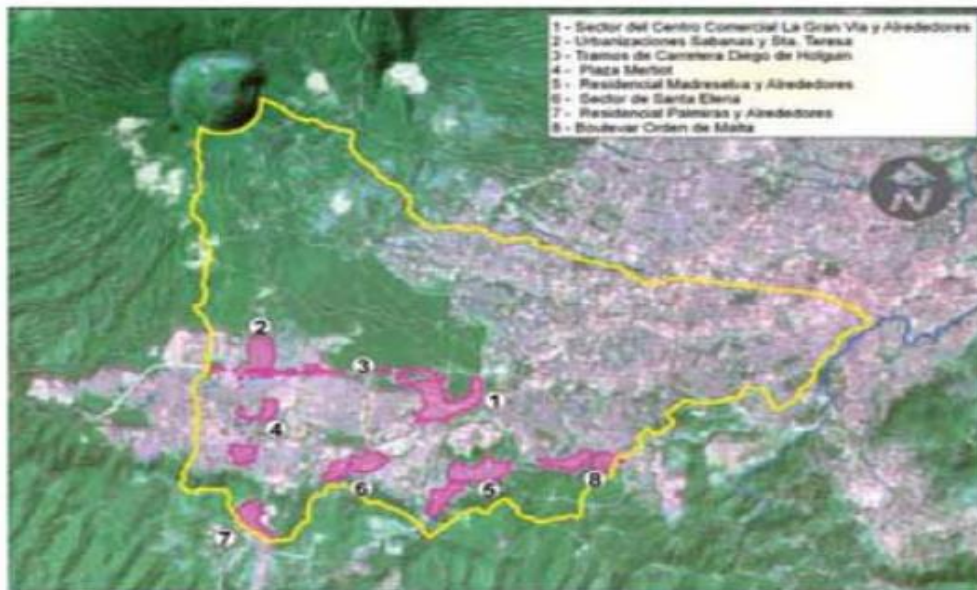 1 - Sector del Centro Comercial La Gran Vía y Alrededores
2 - Urbanizaciones Sabanas y Sta. Teresa
3 - Tramos de Carretera Diego de Holguin
4 - Plaza Merliot
5 - Residencial Madreselva y Alrededores
6 - Sector de Santa Elena
7 - Residencial Palmiras y Alrededores
8 - Boulevar Orden de Malta
N
2
3
1
4
6
5
8
7